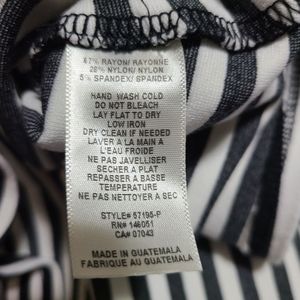 67% RAYON/ RAYONNE
28% NYLON/ NYLON
5% SPANDEX/ SPANDEX
HAND WASH COLD
DO NOT BLEACH
LAY FLAT TO DRY
LOW IRON
DRY CLEAN IF NEEDED
LAVER A LA MAIN A
L'EAU FROIDE
NE PAS JAVELLISER
SECHER A PLAT
REPASSER A BASSE
TEMPERATURE
NE PAS NETTOYER A SEC
STYLE# 57195-P
RN# 146051
CA# 07043
MADE IN GUATEMALA
FABRIQUE AU GUATEMALA